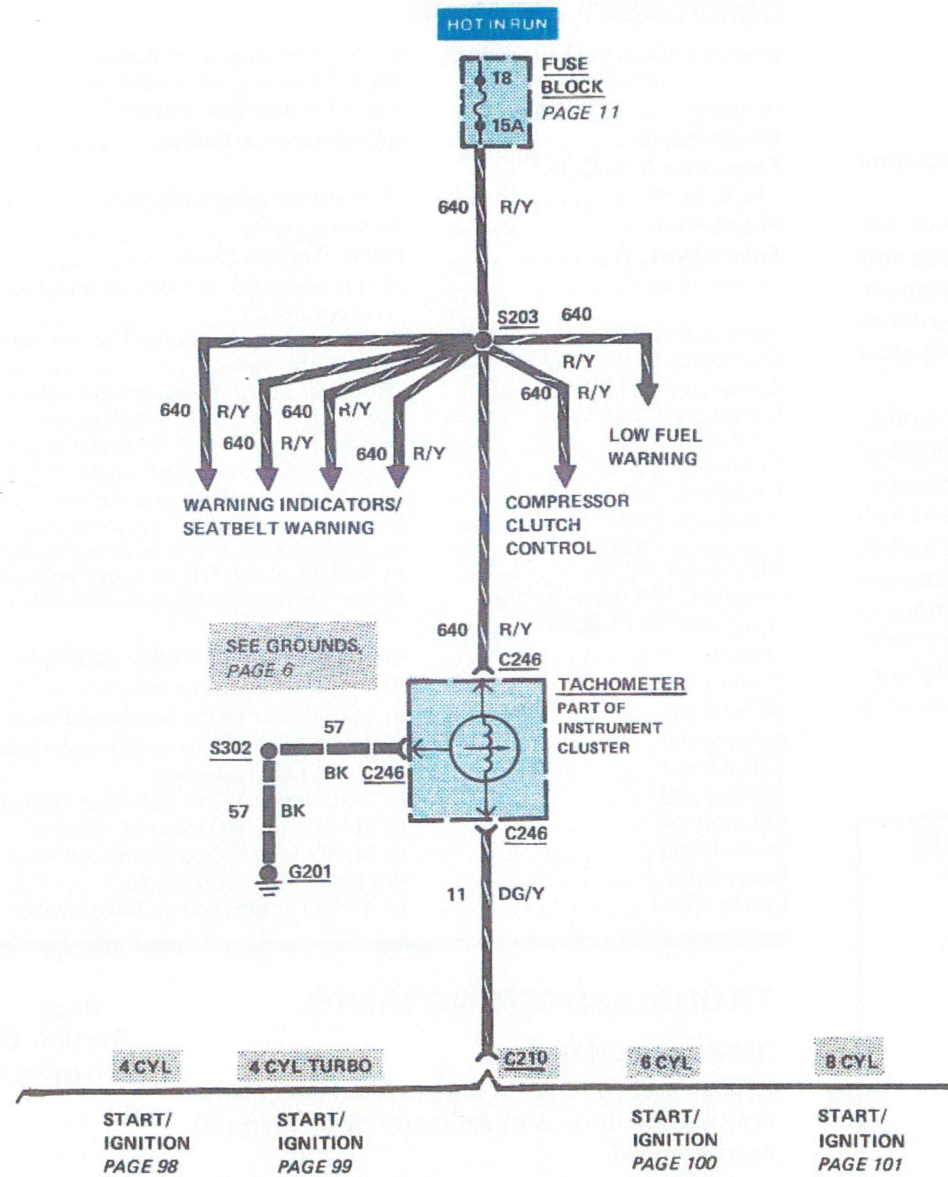 HOT IN RUN
18
15A
FUSE
BLOCK
PAGE 11
640 R/Y
S203 640
R/Y
640 R/Y
640 R/Y 640 R/Y
640 R/Y
640 R/Y
LOW FUEL
WARNING
WARNING INDICATORS/
SEATBELT WARNING
COMPRESSOR
CLUTCH
CONTROL
640 R/Y
SEE GROUNDS,
PAGE 6
C246
TACHOMETER
PART OF
INSTRUMENT
CLUSTER
57
S302
BK C246
57 BK
C246
G201
11 DG/Y
4 CYL
4 CYL TURBO
C210
6 CYL
8 CYL
START/
IGNITION
PAGE 98
START/
IGNITION
PAGE 99
START/
IGNITION
PAGE 100
START/
IGNITION
PAGE 101